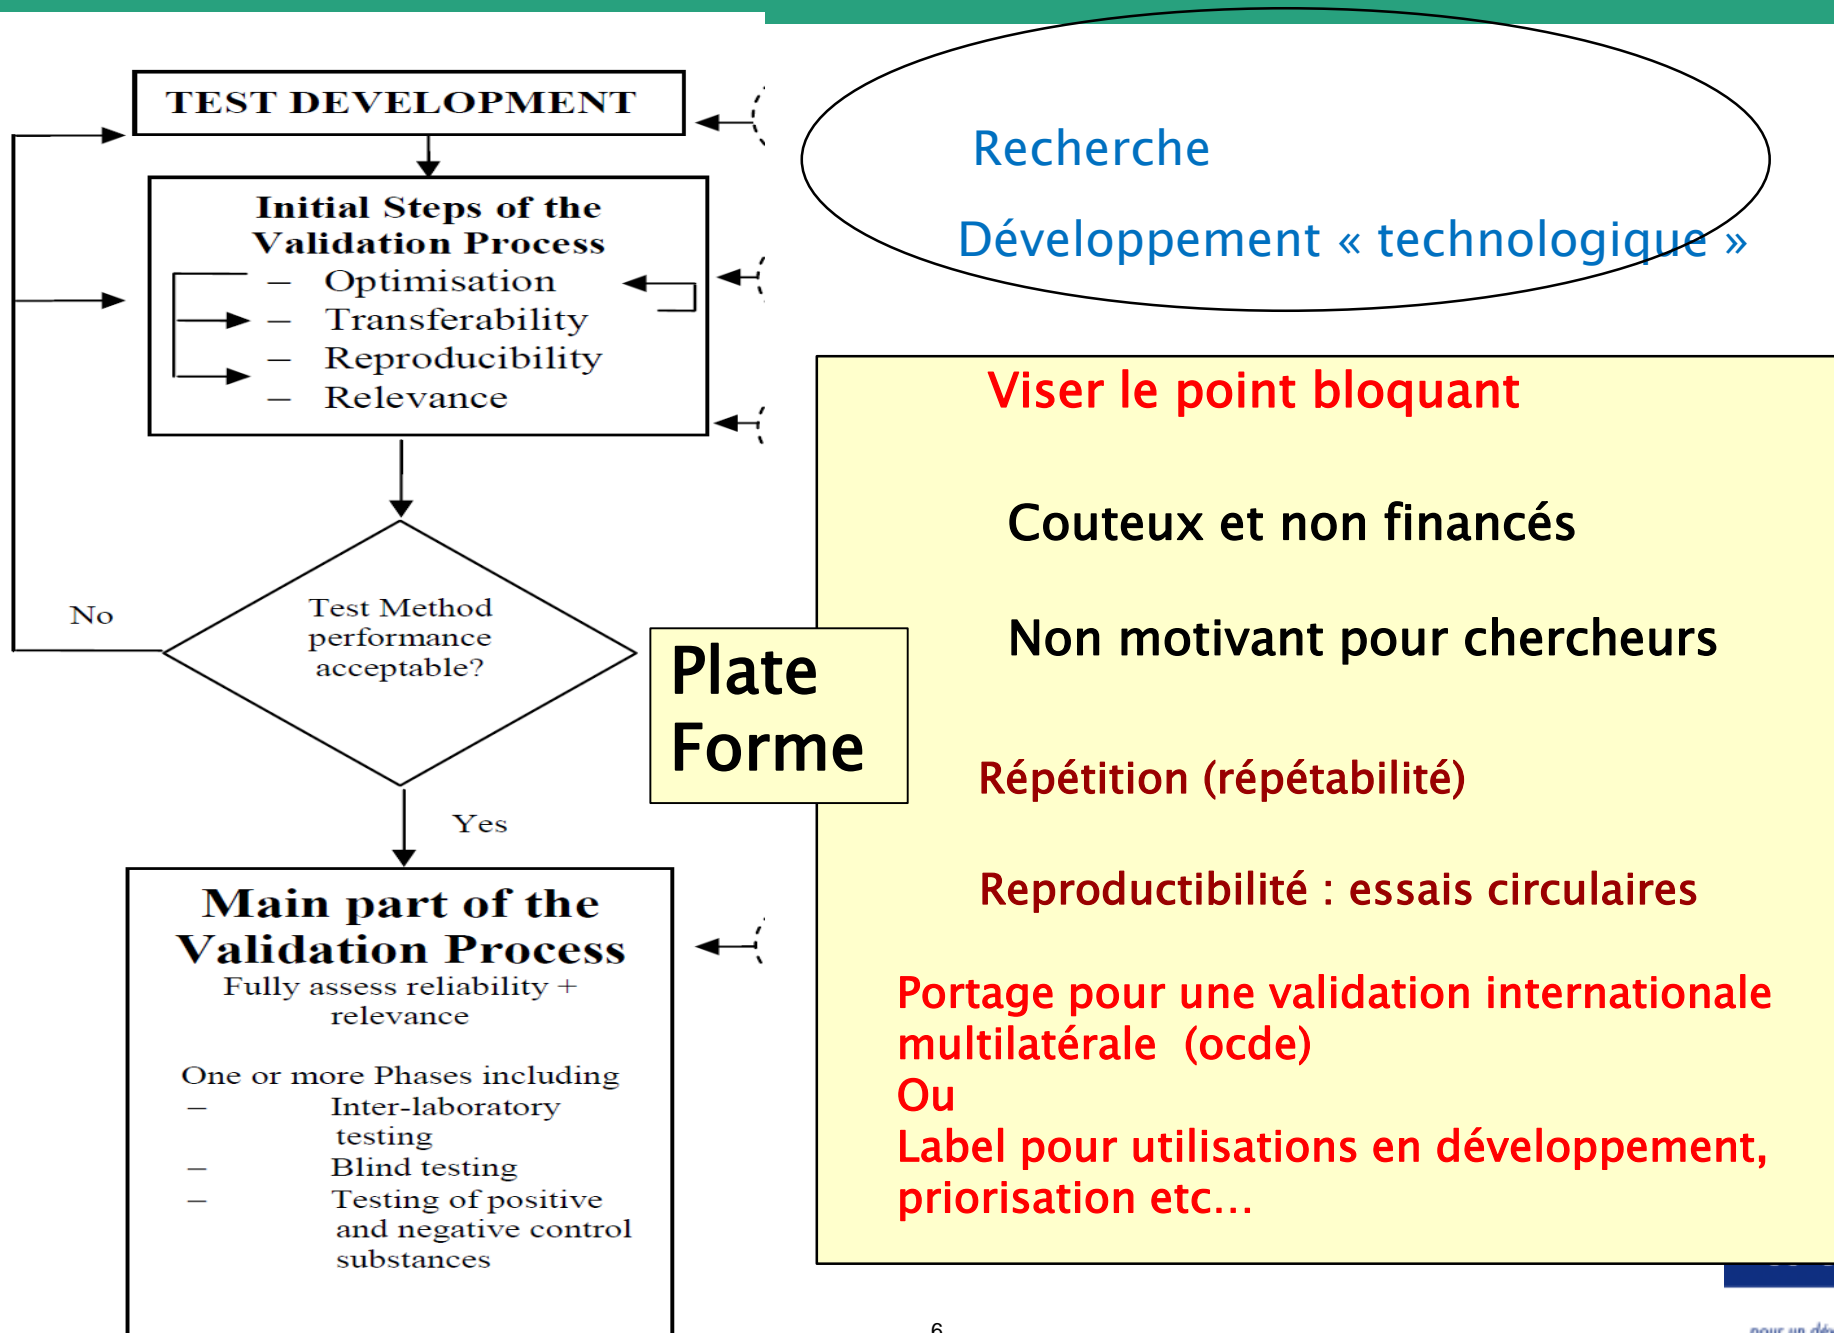 TEST DEVELOPMENT
Initial Steps of the
Validation Process
– Optimisation
– Transferability
– Reproducibility
– Relevance
No
Test Method
performance
acceptable?
Yes
Main part of the
Validation Process
Fully assess reliability +
relevance
One or more Phases including
– Inter-laboratory
testing
– Blind testing
– Testing of positive
and negative control
substances
Recherche
Développement « technologique »
Plate
Forme
Viser le point bloquant
Couteux et non financés
Non motivant pour chercheurs
Répétition (répétabilité)
Reproductibilité : essais circulaires
Portage pour une validation internationale
multilatérale (ocde)
Ou
Label pour utilisations en développement,
priorisation etc…
6
pour un